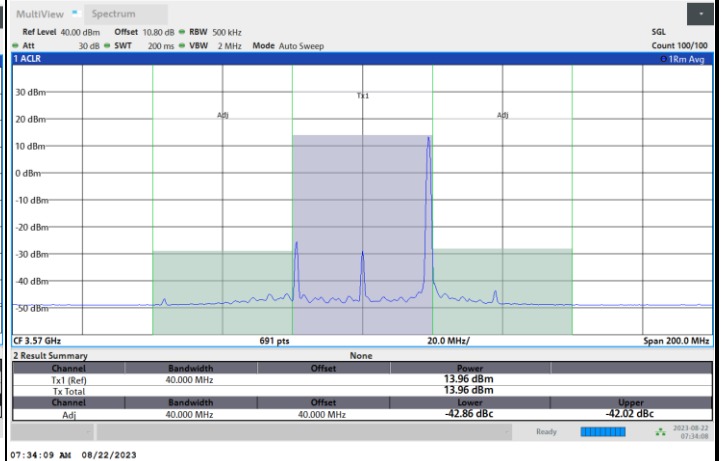 MultiView Spectrum
Ref Level 40.00 dBm Offset 10.80 dB RBW 500 kHz SGL
Att 30 dB SWT 200 ms VBW 2 MHz Mode Auto Sweep Count 100/100
1 ACLR 1Rm Avg
30 dBm
Tx1
20 dBm
Adj Adj
10 dBm
0 dBm
-10 dBm
-20 dBm
-30 dBm
-40 dBm
-50 dBm
CF 3.57 GHz 691 pts 20.0 MHz/ Span 200.0 MHz
2 Result Summary None
Channel Bandwidth Offset Power
Tx1 (Ref) 40.000 MHz 13.96 dBm
Tx Total 13.96 dBm
Channel Bandwidth Offset Lower Upper
Adj 40.000 MHz 40.000 MHz -42.86 dBc -42.02 dBc
Ready 2023-08-22
07:34:08
07:34:09 AM 08/22/2023